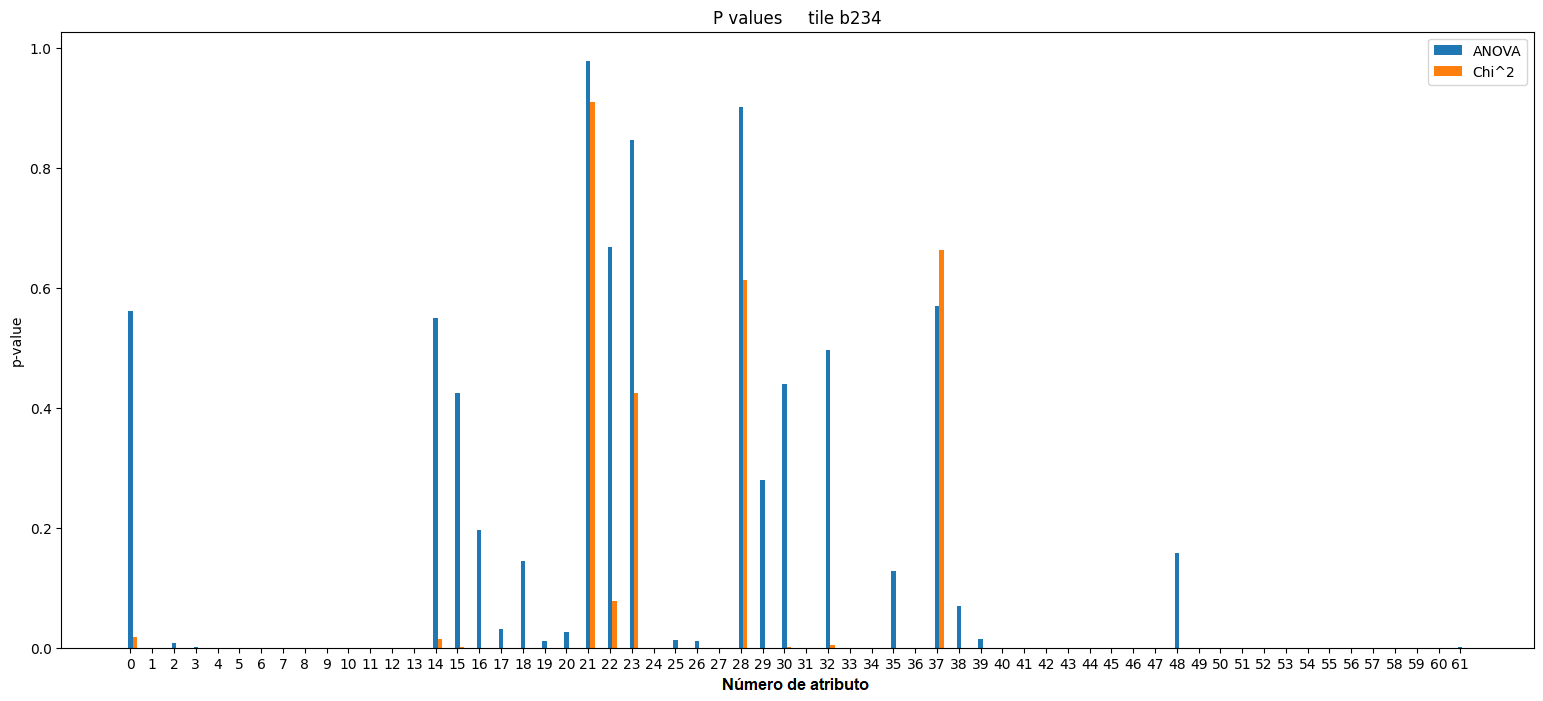 P values     tile b234
ANOVA
Chi^2
1.0
0.8
0.6
0.4
0.2
0.0
p-value
0 1 2 3 4 5 6 7 8 9 10 11 12 13 14 15 16 17 18 19 20 21 22 23 24 25 26 27 28 29 30 31 32 33 34 35 36 37 38 39 40 41 42 43 44 45 46 47 48 49 50 51 52 53 54 55 56 57 58 59 60 61
Número de atributo